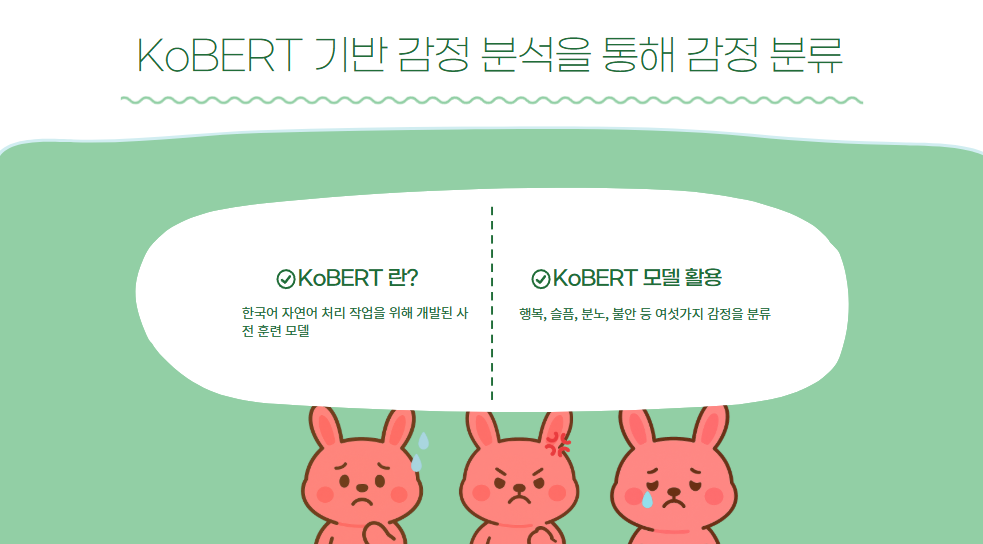 KoBERT 기반 감정 분석을 통해 감정 분류
KoBERT 란?
한국어 자연어 처리 작업을 위해 개발된 사
전 훈련 모델
KoBERT 모델 활용
행복, 슬픔, 분노, 불안 등 여섯가지 감정을 분류